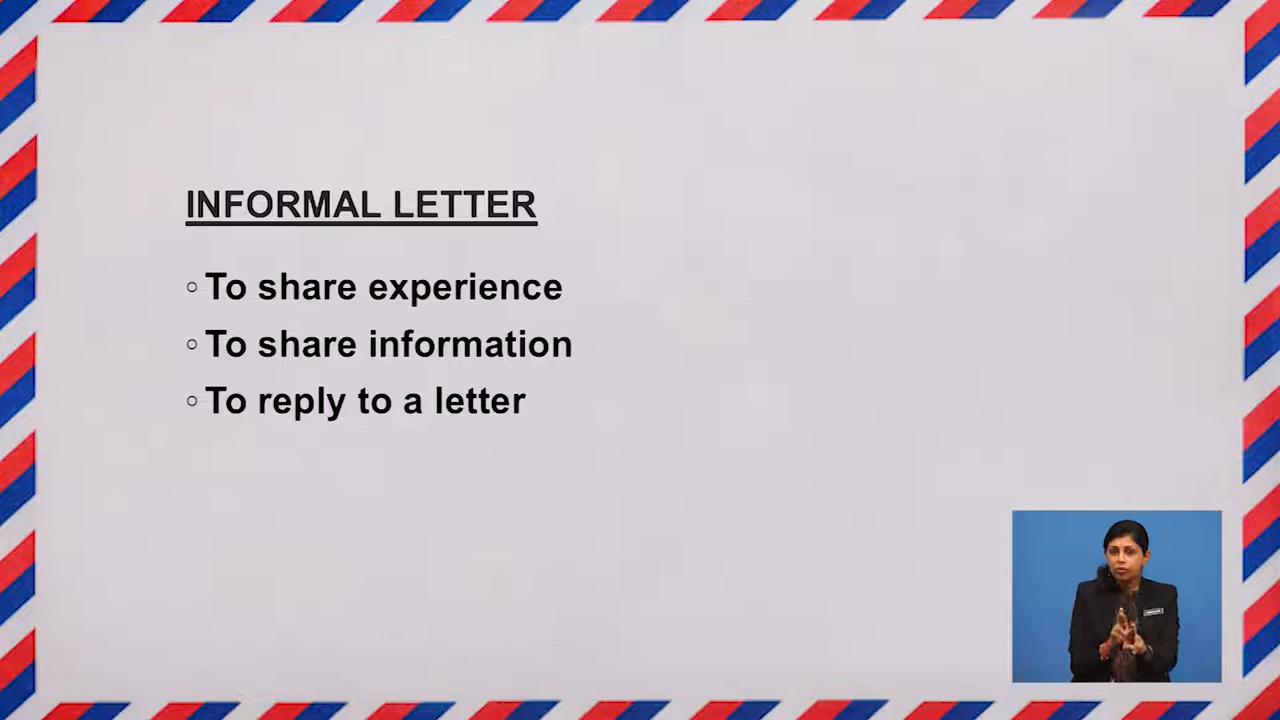 INFORMAL LETTER
◦ To share experience
◦ To share information
◦ To reply to a letter